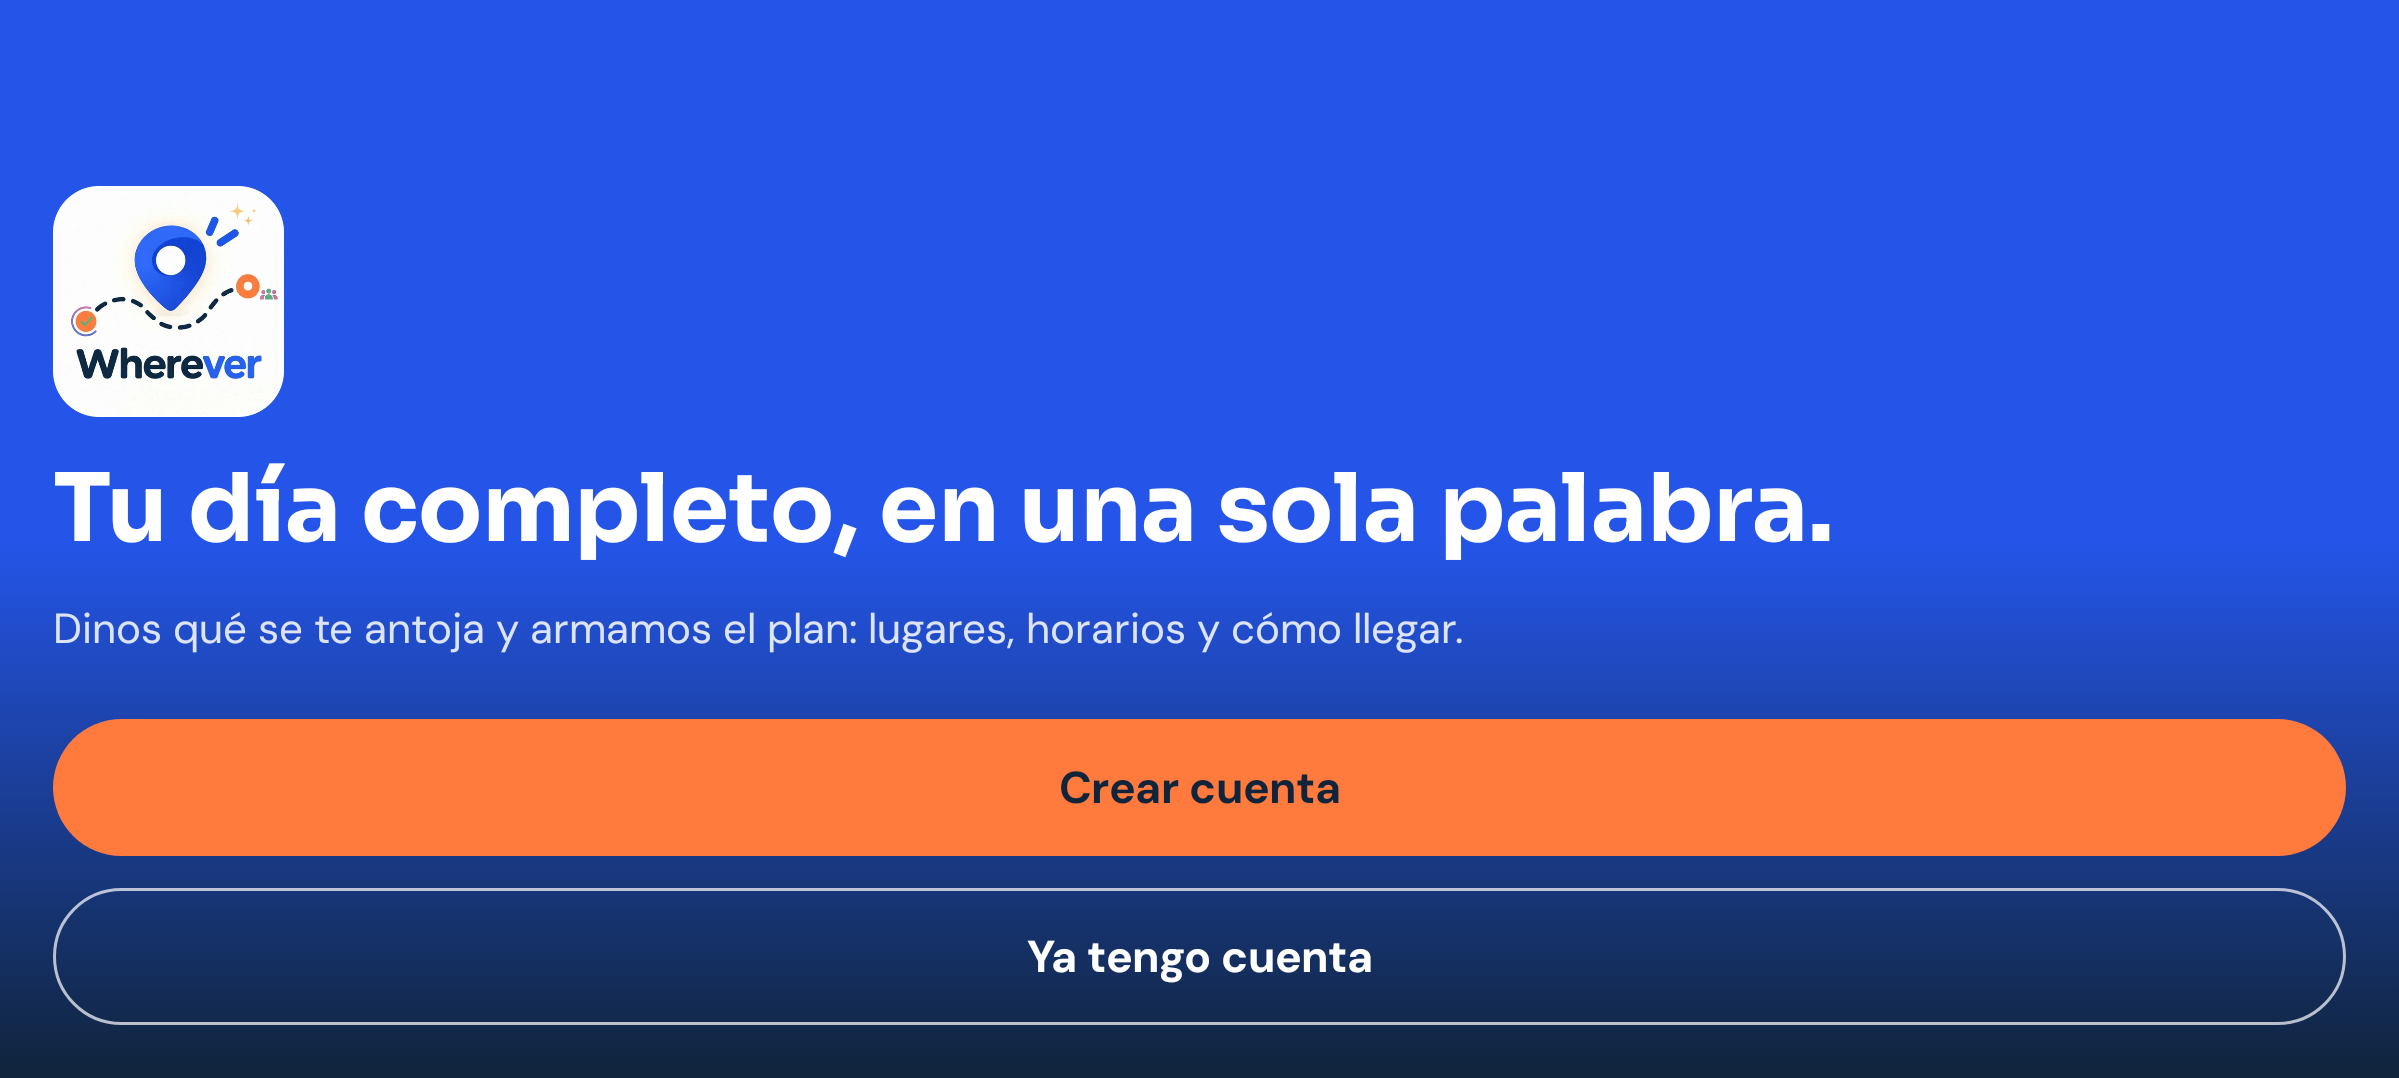 Wherever
Tu día completo, en una sola palabra.
Dinos qué se te antoja y armamos el plan: lugares, horarios y cómo llegar.
Crear cuenta
Ya tengo cuenta